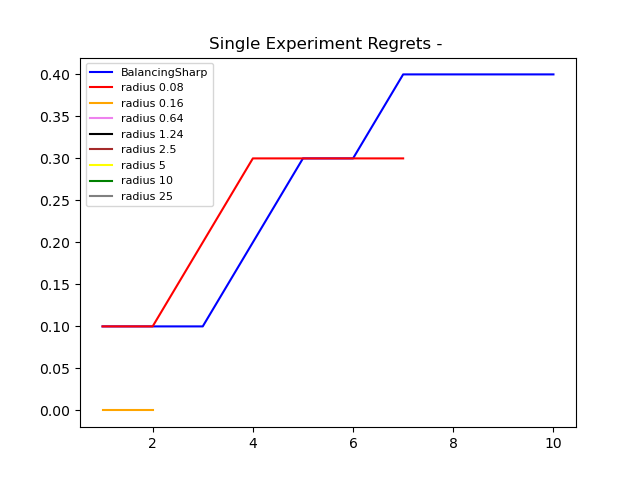 Single Experiment Regrets -
BalancingSharp
radius 0.08
radius 0.16
radius 0.64
radius 1.24
radius 2.5
radius 5
radius 10
radius 25
0.40
0.35
0.30
0.25
0.20
0.15
0.10
0.05
0.00
2 4 6 8 10